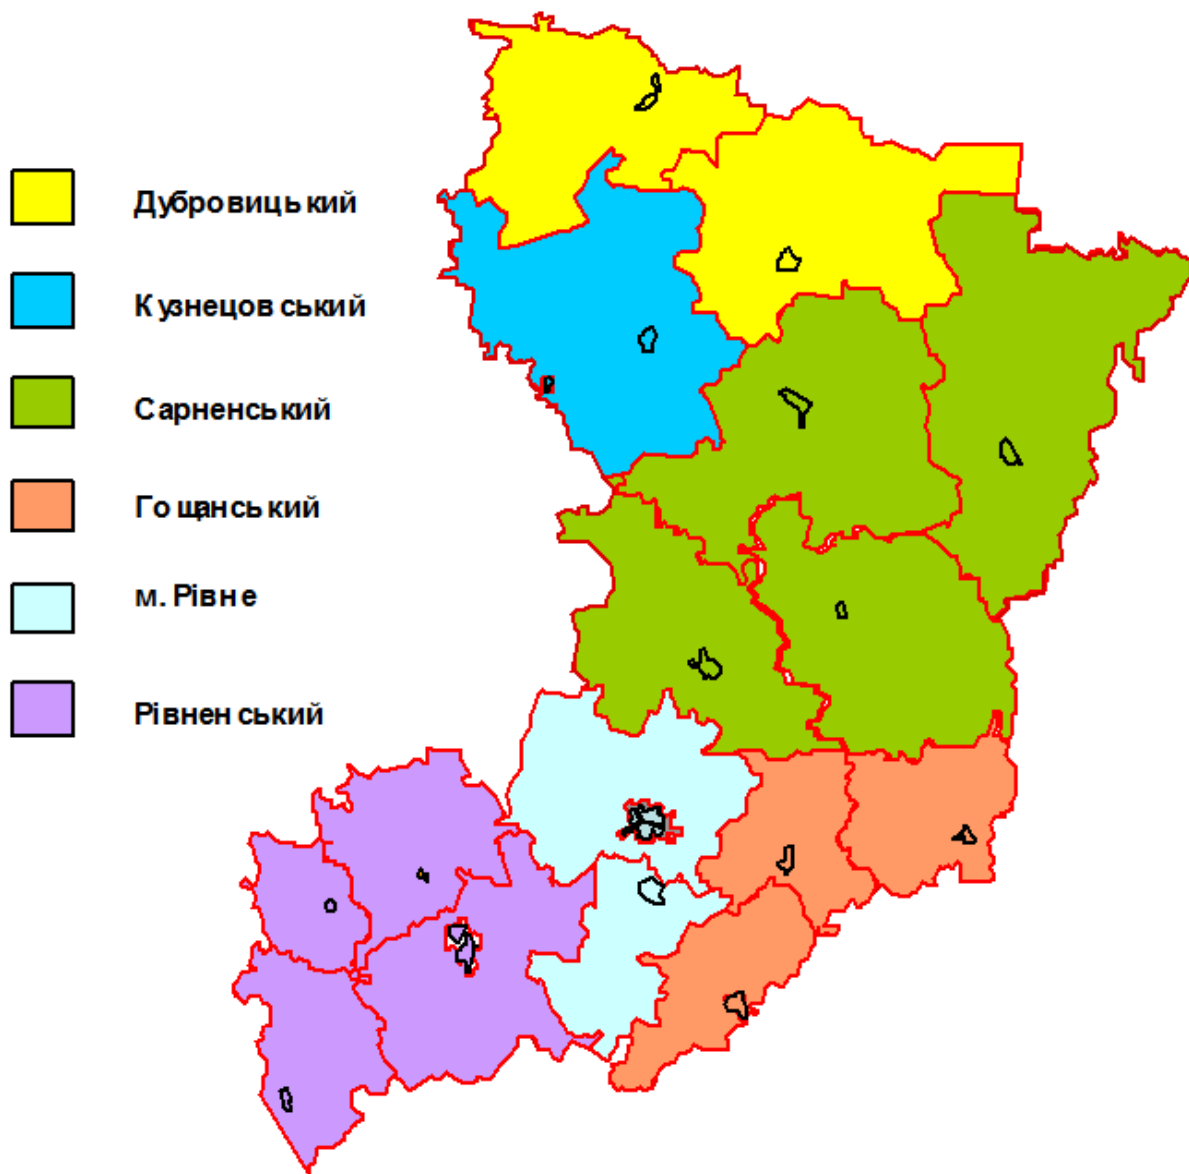 Дубровицький
Кузнецовський
Сарненський
Гощанський
м. Рівне
Рівненський